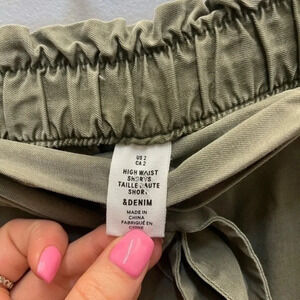 US 2
CA 2
HIGH WAIST
SHORTS
TAILLE HAUTE
SHORT
&DENIM
MADE IN
CHINA
FABRIQUÉ EN
CHINE